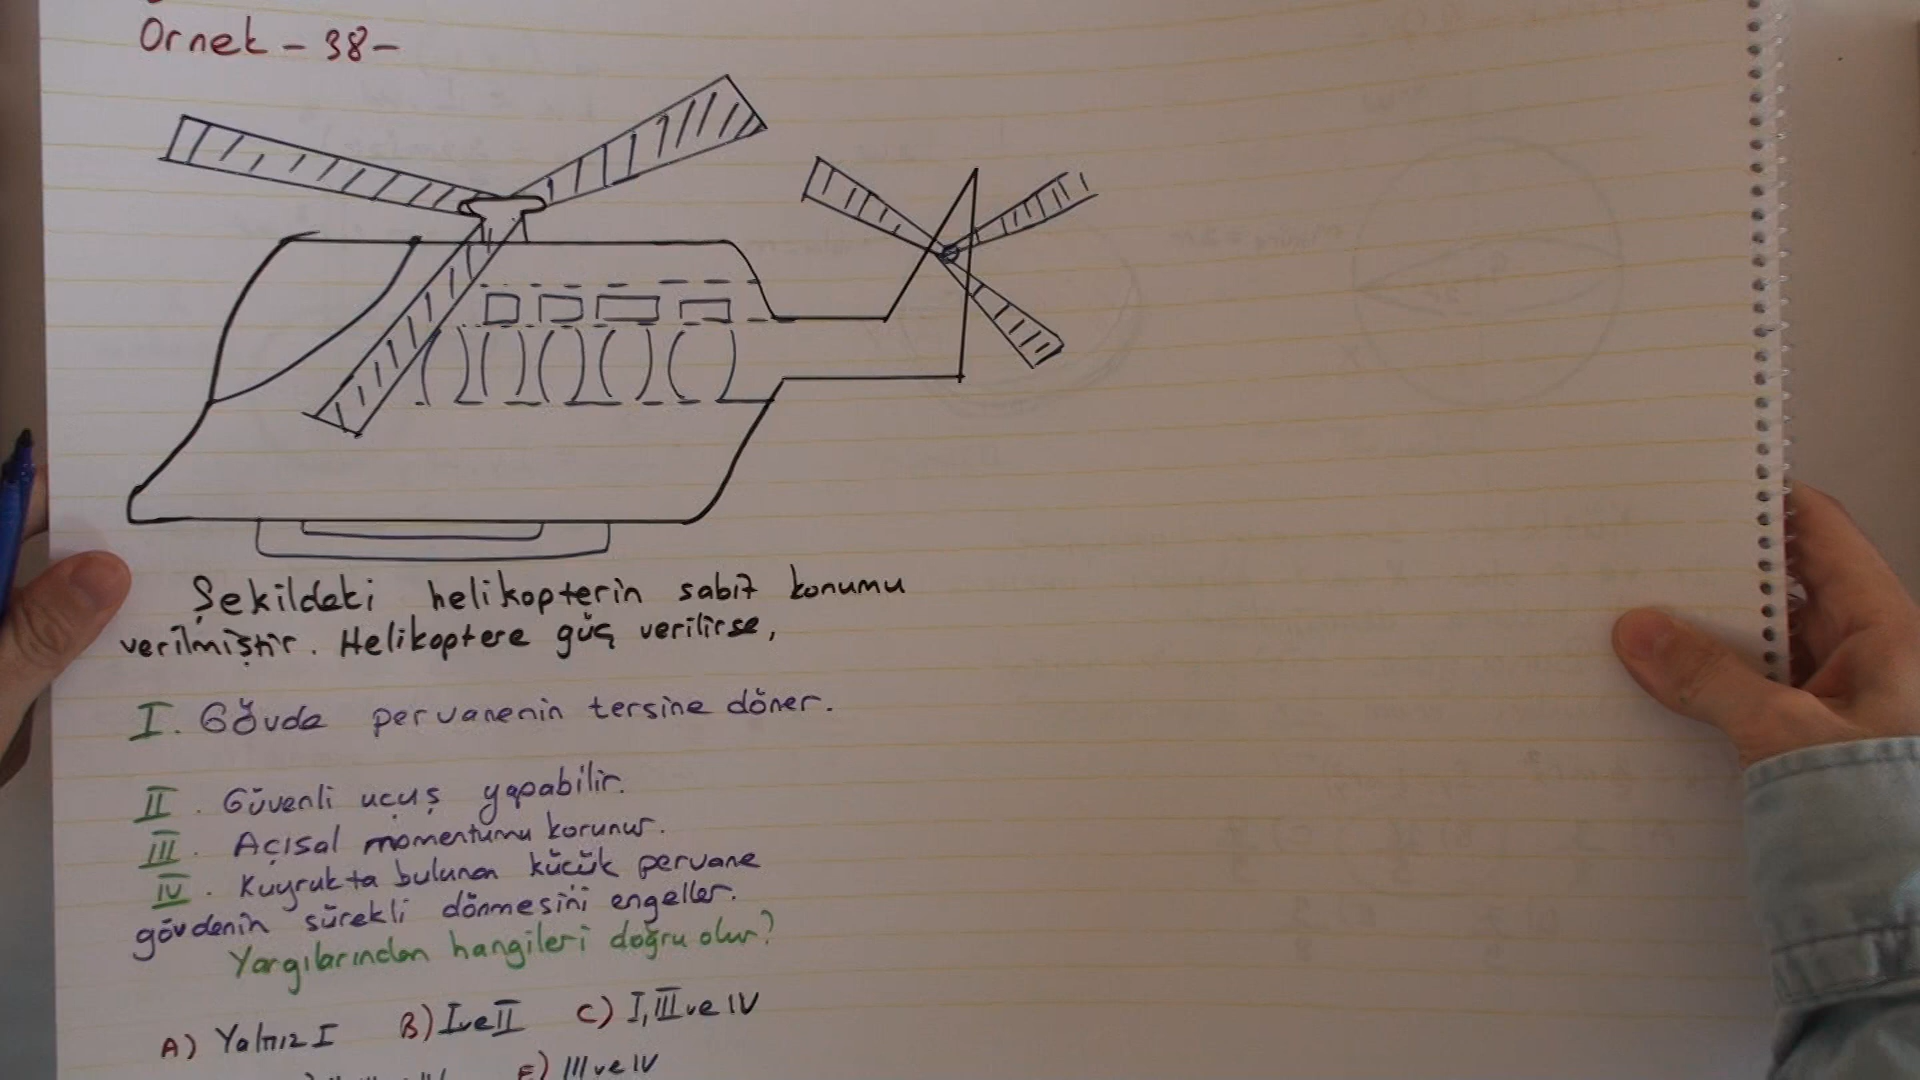 Örnek - 38 -
Şekildeki helikopterin sabit konumu
verilmiştir. Helikoptere güç verilirse,
I. Gövde pervanenin tersine döner.
II. Güvenli uçuş yapabilir.
III. Açısal momentumu korunur.
IV. Kuyrukta bulunan küçük pervane
gövdenin sürekli dönmesini engeller.
Yargılarından hangileri doğru olur?
A) Yalnız I B) I ve II C) I, III ve IV
E) III ve IV